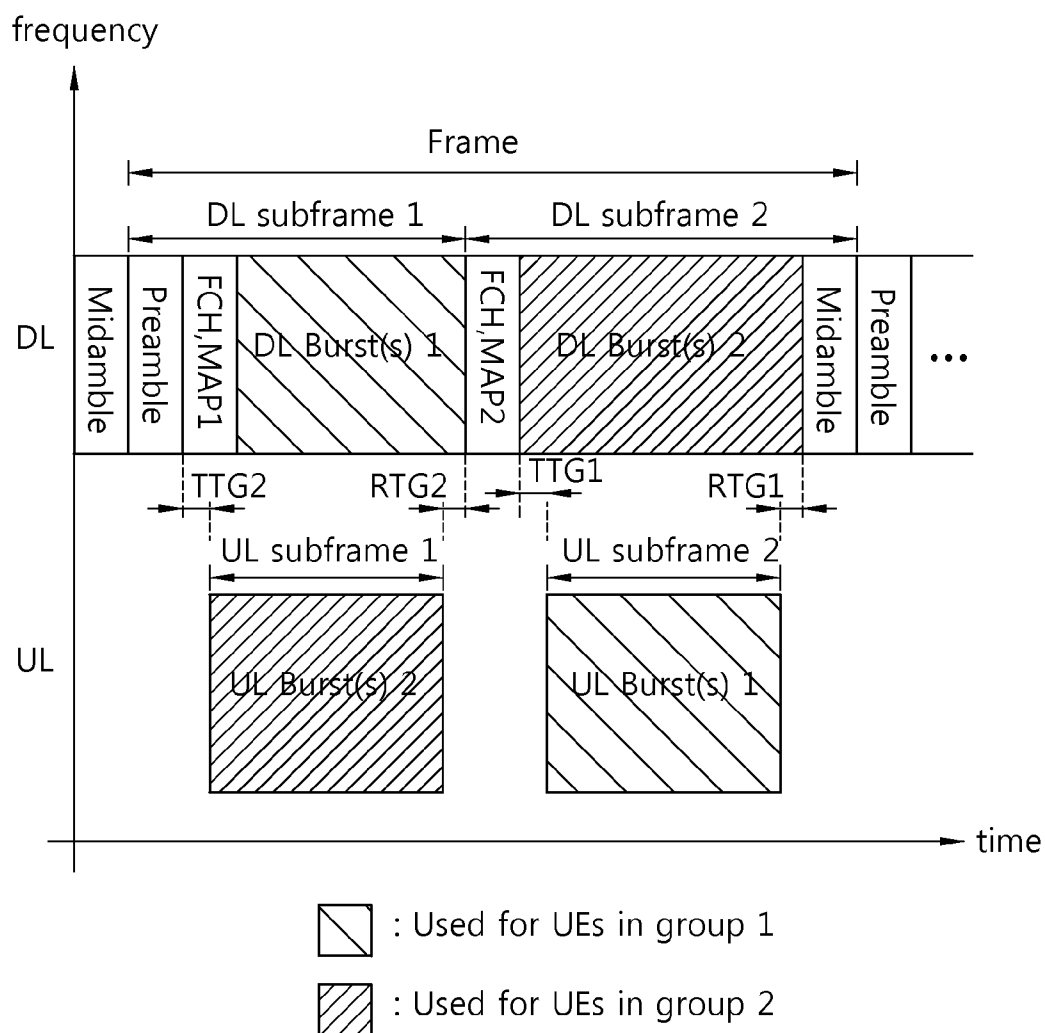 frequency
Frame
DL subframe 1
DL subframe 2
DL
Midamble
Preamble
FCH,MAP1
DL Burst(s) 1
FCH,MAP2
DL Burst(s) 2
Midamble
Preamble
...
TTG2
RTG2
TTG1
RTG1
UL subframe 1
UL subframe 2
UL
UL Burst(s) 2
UL Burst(s) 1
time
: Used for UEs in group 1
: Used for UEs in group 2